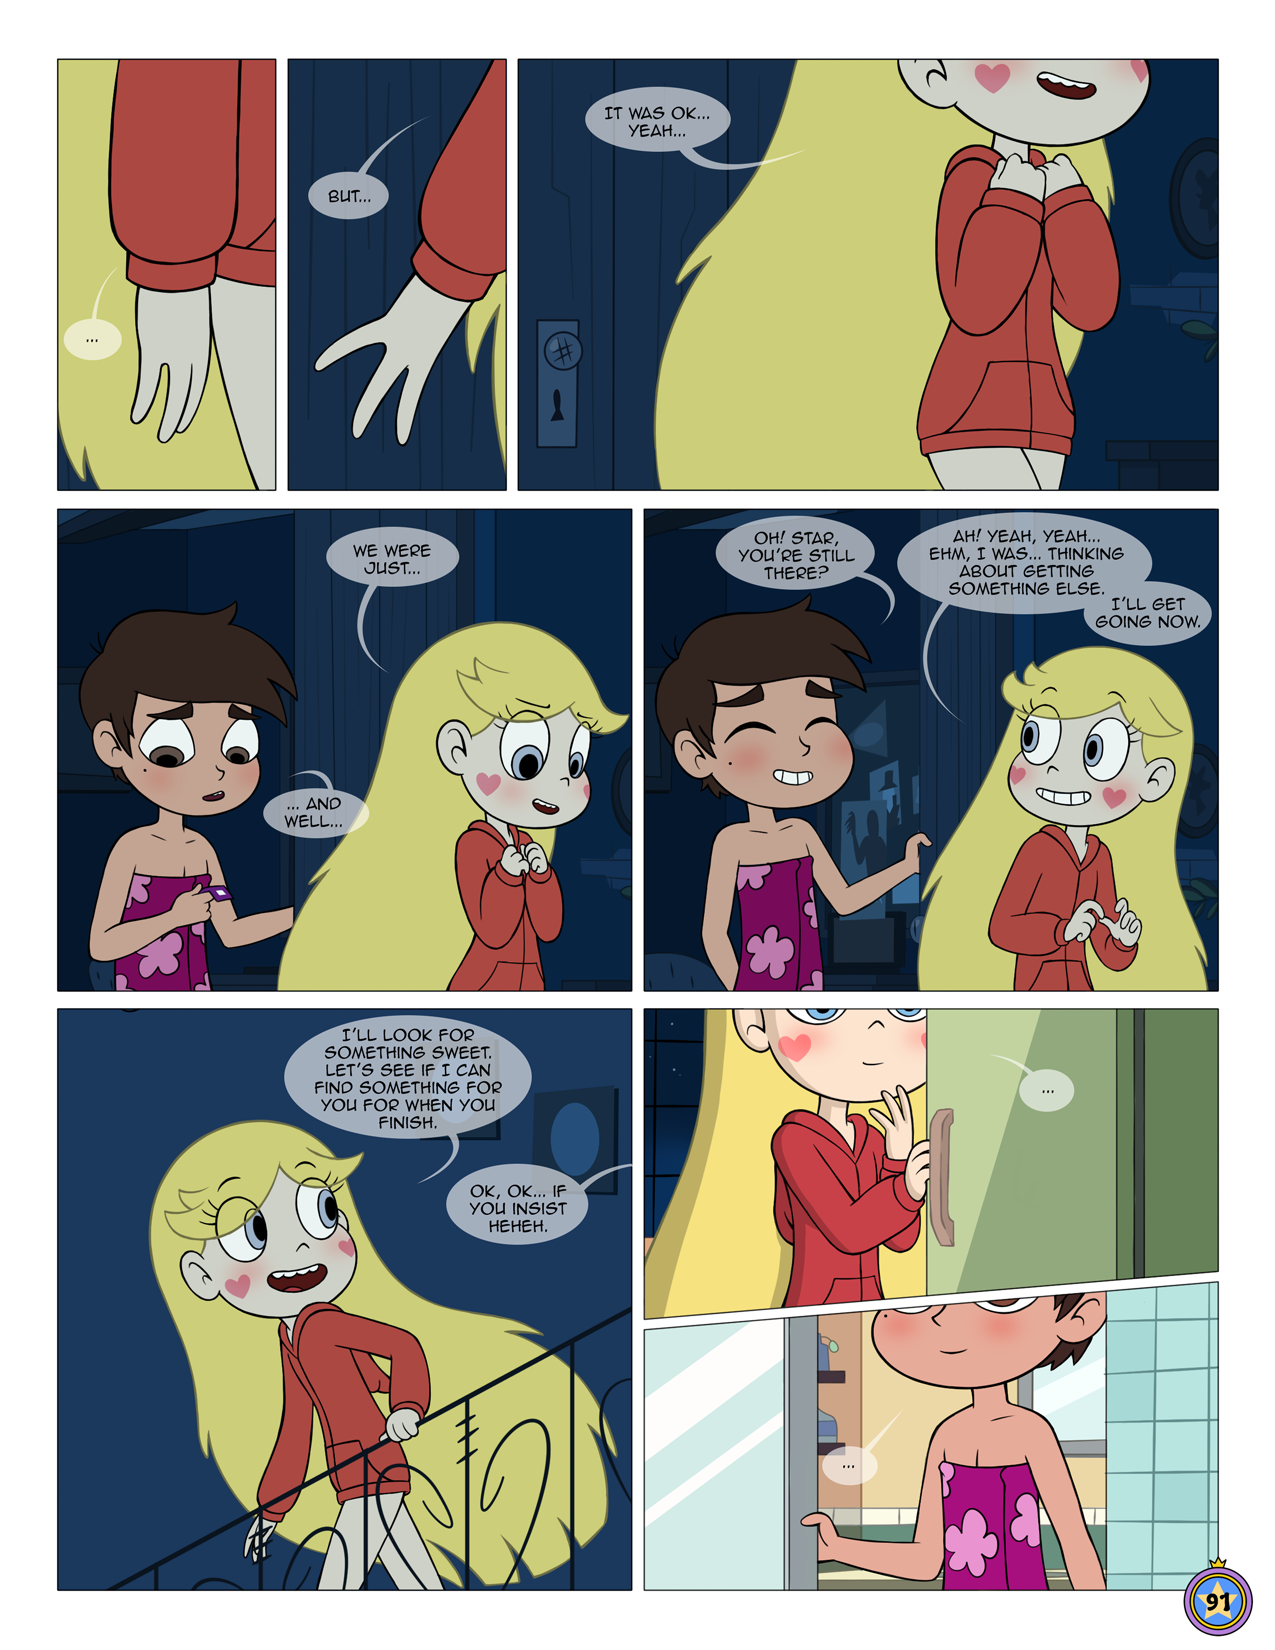 ...
BUT...
IT WAS OK...
YEAH...
WE WERE
JUST...
... AND
WELL...
OH! STAR,
YOU'RE STILL
THERE?
AH! YEAH, YEAH...
EHM, I WAS... THINKING
ABOUT GETTING
SOMETHING ELSE.
I'LL GET
GOING NOW.
I'LL LOOK FOR
SOMETHING SWEET.
LET'S SEE IF I CAN
FIND SOMETHING FOR
YOU FOR WHEN YOU
FINISH.
OK, OK... IF
YOU INSIST
HEHEH.
...
...
91